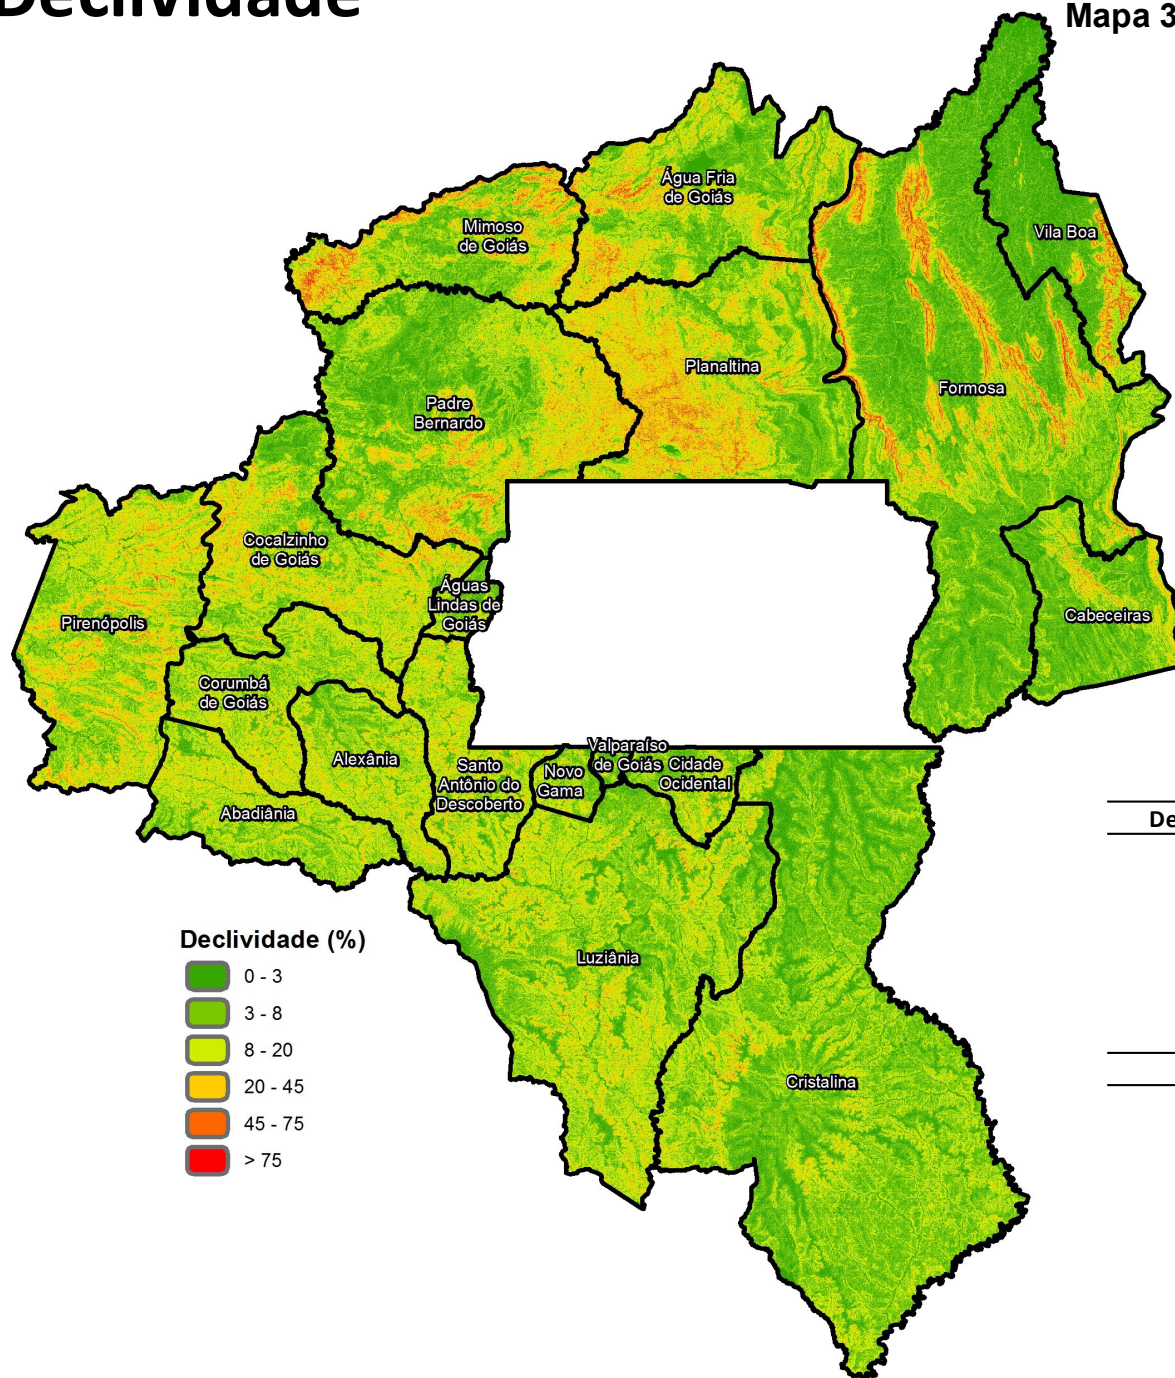 Declividade
Mapa 3
Água Fria
de Goiás
Mimoso
de Goiás
Vila Boa
Planaltina
Formosa
Padre
Bernardo
Cocalzinho
de Goiás
Águas
Lindas de
Goiás
Pirenópolis
Cabeceiras
Corumbá
de Goiás
Alexânia
Santo
Antônio do
Descoberto
Novo
Gama
Valparaíso
de Goiás
Cidade
Ocidental
Abadiânia
De
Luziânia
Cristalina
Declividade (%)
0 - 3
3 - 8
8 - 20
20 - 45
45 - 75
> 75